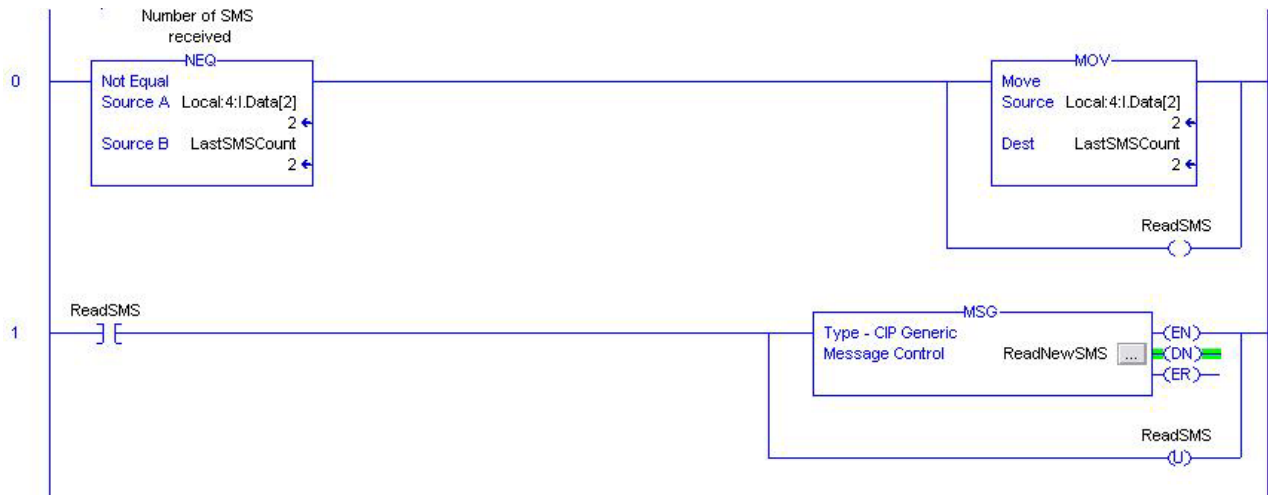 Number of SMS
received
0
NEQ
Not Equal
Source A Local:4:I.Data[2]
2
Source B LastSMSCount
2
MOV
Move
Source Local:4:I.Data[2]
2
Dest LastSMSCount
2
ReadSMS
1
ReadSMS
MSG
Type - CIP Generic
Message Control ReadNewSMS ...
EN
DN
ER
ReadSMS
U